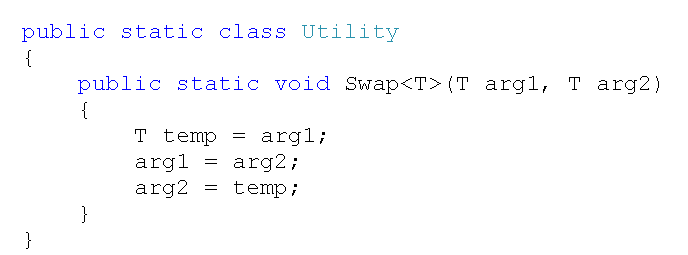 public static class Utility
{
    public static void Swap<T>(T arg1, T arg2)
    {
        T temp = arg1;
        arg1 = arg2;
        arg2 = temp;
    }
}